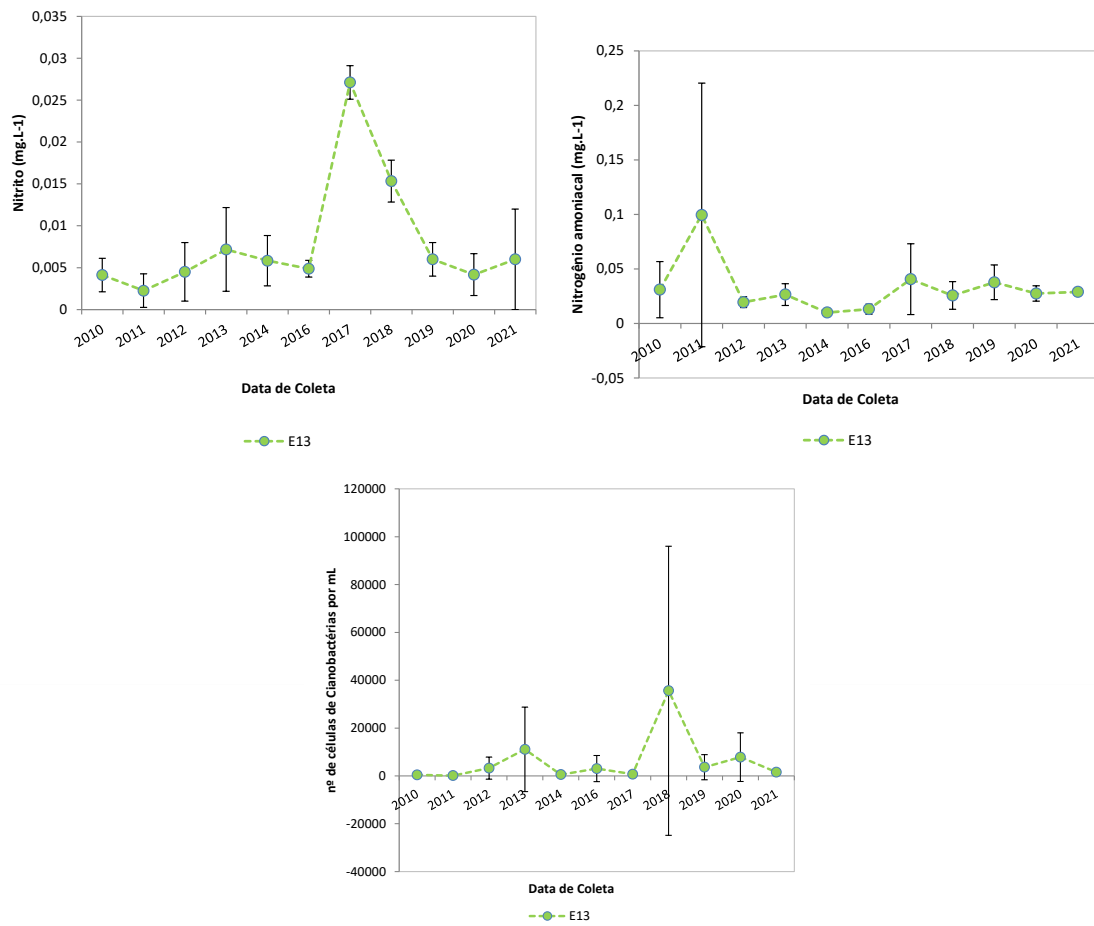 0,035
0,03
0,025
0,02
0,015
0,01
0,005
0
Nitrito (mg.L-1)
2010 2011 2012 2013 2014 2016 2017 2018 2019 2020 2021
Data de Coleta
E13
0,25
0,2
0,15
0,1
0,05
0
-0,05
Nitrogênio amoniacal (mg.L-1)
2010 2011 2012 2013 2014 2016 2017 2018 2019 2020 2021
Data de Coleta
E13
120000
100000
80000
60000
40000
20000
0
-20000
-40000
nº de células de Cianobactérias por mL
2010 2011 2012 2013 2014 2016 2017 2018 2019 2020 2021
Data de Coleta
E13